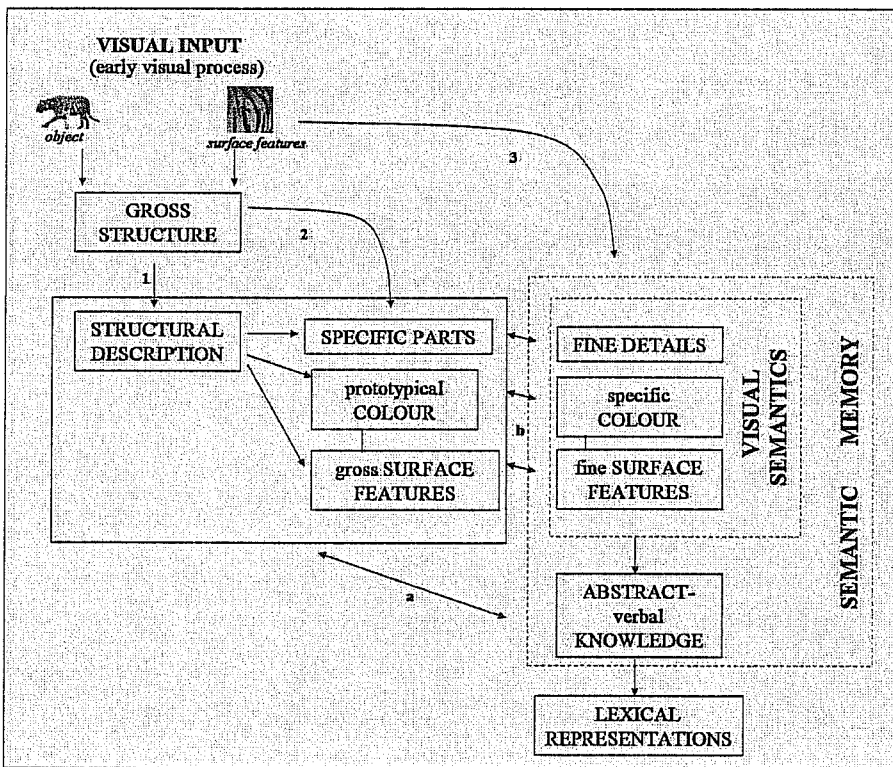 VISUAL INPUT
(early visual process)
object
surface features
3
GROSS
STRUCTURE
2
1
STRUCTURAL
DESCRIPTION
SPECIFIC PARTS
prototypical
COLOUR
gross SURFACE
FEATURES
b
FINE DETAILS
specific
COLOUR
fine SURFACE
FEATURES
VISUAL
SEMANTICS
SEMANTIC MEMORY
a
ABSTRACT-
verbal
KNOWLEDGE
LEXICAL
REPRESENTATIONS